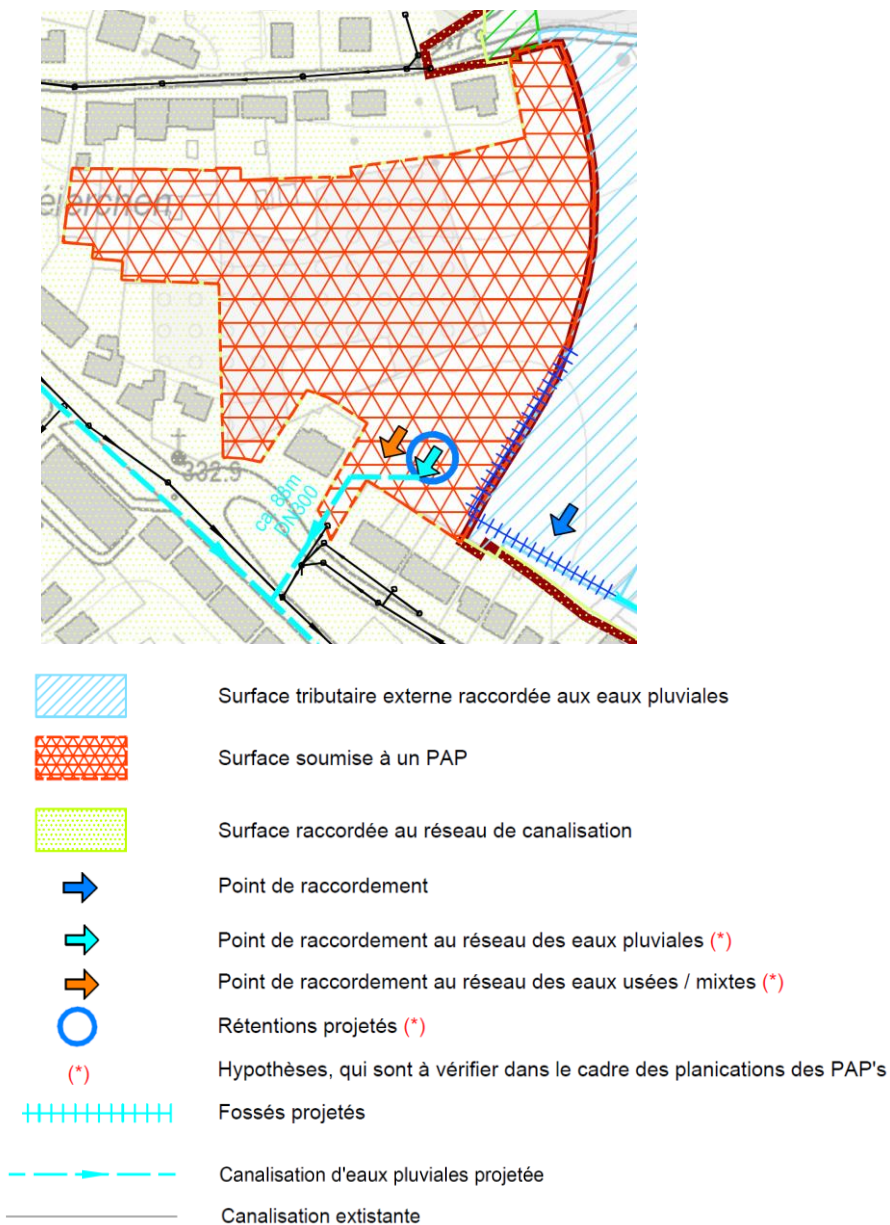 347.9
éierchen
332.9
ca. 88m
DN300
Surface tributaire externe raccordée aux eaux pluviales
Surface soumise à un PAP
Surface raccordée au réseau de canalisation
Point de raccordement
Point de raccordement au réseau des eaux pluviales (*)
Point de raccordement au réseau des eaux usées / mixtes (*)
Rétentions projetés (*)
(*) Hypothèses, qui sont à vérifier dans le cadre des planications des PAP's
Fossés projetés
Canalisation d'eaux pluviales projetée
Canalisation extistante